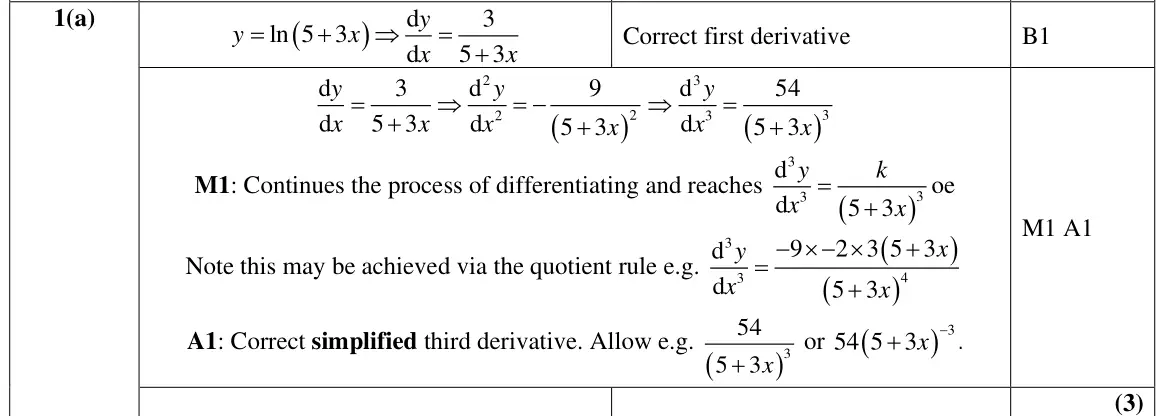 1(a) y = ln(5 + 3x) ⇒ dy/dx = 3/(5 + 3x) Correct first derivative B1
dy/dx = 3/(5 + 3x) ⇒ d²y/dx² = −9/(5 + 3x)² ⇒ d³y/dx³ = 54/(5 + 3x)³
M1: Continues the process of differentiating and reaches d³y/dx³ = k/(5 + 3x)³ oe
M1 A1
Note this may be achieved via the quotient rule e.g. d³y/dx³ = −9×−2×3(5 + 3x)/(5 + 3x)⁴
A1: Correct simplified third derivative. Allow e.g. 54/(5 + 3x)³ or 54(5 + 3x)⁻³.
(3)